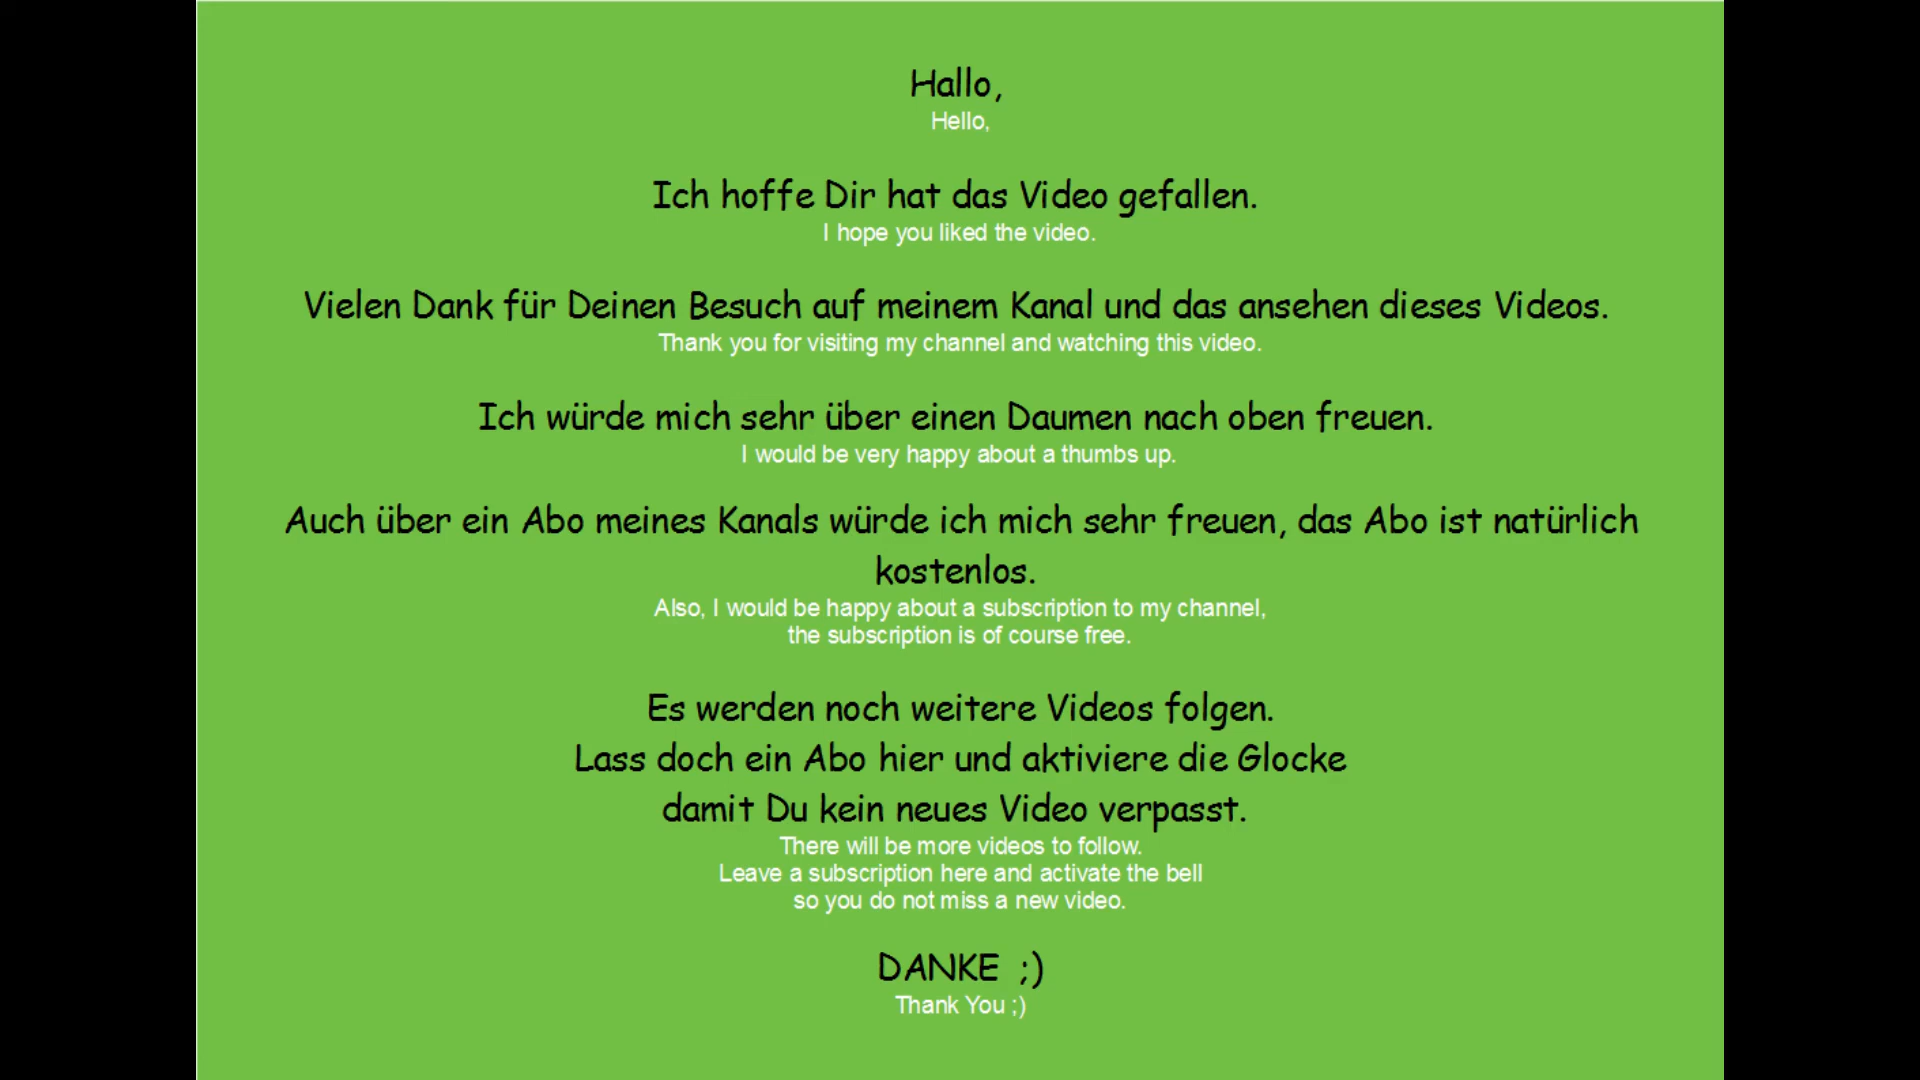 Hallo,
Hello,
Ich hoffe Dir hat das Video gefallen.
I hope you liked the video.
Vielen Dank für Deinen Besuch auf meinem Kanal und das ansehen dieses Videos.
Thank you for visiting my channel and watching this video.
Ich würde mich sehr über einen Daumen nach oben freuen.
I would be very happy about a thumbs up.
Auch über ein Abo meines Kanals würde ich mich sehr freuen, das Abo ist natürlich
kostenlos.
Also, I would be happy about a subscription to my channel,
the subscription is of course free.
Es werden noch weitere Videos folgen.
Lass doch ein Abo hier und aktiviere die Glocke
damit Du kein neues Video verpasst.
There will be more videos to follow.
Leave a subscription here and activate the bell
so you do not miss a new video.
DANKE ;)
Thank You ;)